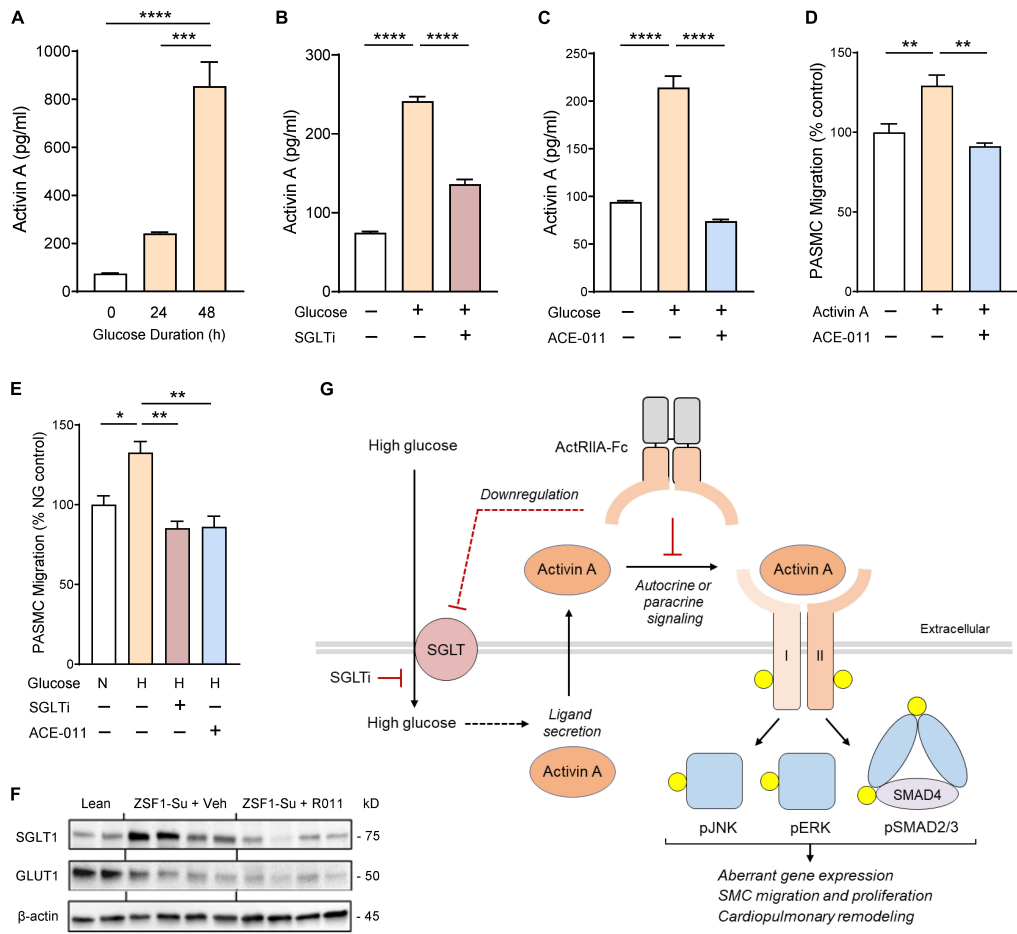 A
****
***
1000
800
600
400
200
0
Activin A (pg/ml)
0 24 48
Glucose Duration (h)
B
**** ****
300
200
100
0
Activin A (pg/ml)
Glucose – + +
SGLTi – – +
C
**** ****
250
200
150
100
50
0
Activin A (pg/ml)
Glucose – + +
ACE-011 – – +
D
** **
150
100
50
0
PASMC Migration (% control)
Activin A – + +
ACE-011 – – +
E
**
* **
150
100
50
0
PASMC Migration (% NG control)
Glucose N H H H
SGLTi – – + –
ACE-011 – – – +
F
Lean ZSF1-Su + Veh ZSF1-Su + R011 kD
SGLT1 - 75
GLUT1 - 50
β-actin - 45
G
High glucose
ActRIIA-Fc
Downregulation
Activin A
Autocrine or
paracrine
signaling
Activin A
Extracellular
SGLT
I II
SGLTi
High glucose
Ligand
secretion
Activin A
SMAD4
pJNK pERK pSMAD2/3
Aberrant gene expression
SMC migration and proliferation
Cardiopulmonary remodeling